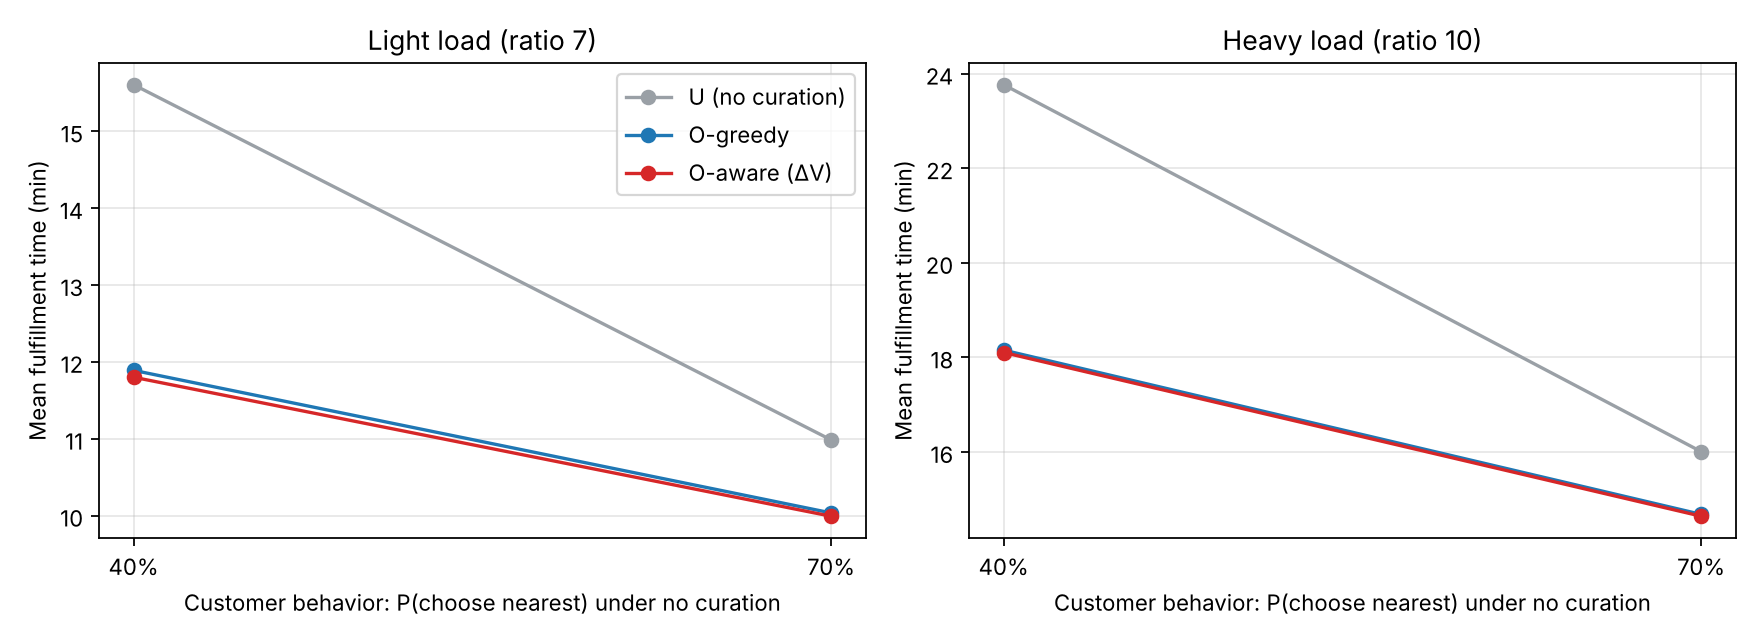 Light load (ratio 7)
Mean fulfillment time (min)
15
14
13
12
11
10
U (no curation)
O-greedy
O-aware (ΔV)
40%
70%
Customer behavior: P(choose nearest) under no curation
Heavy load (ratio 10)
Mean fulfillment time (min)
24
22
20
18
16
40%
70%
Customer behavior: P(choose nearest) under no curation